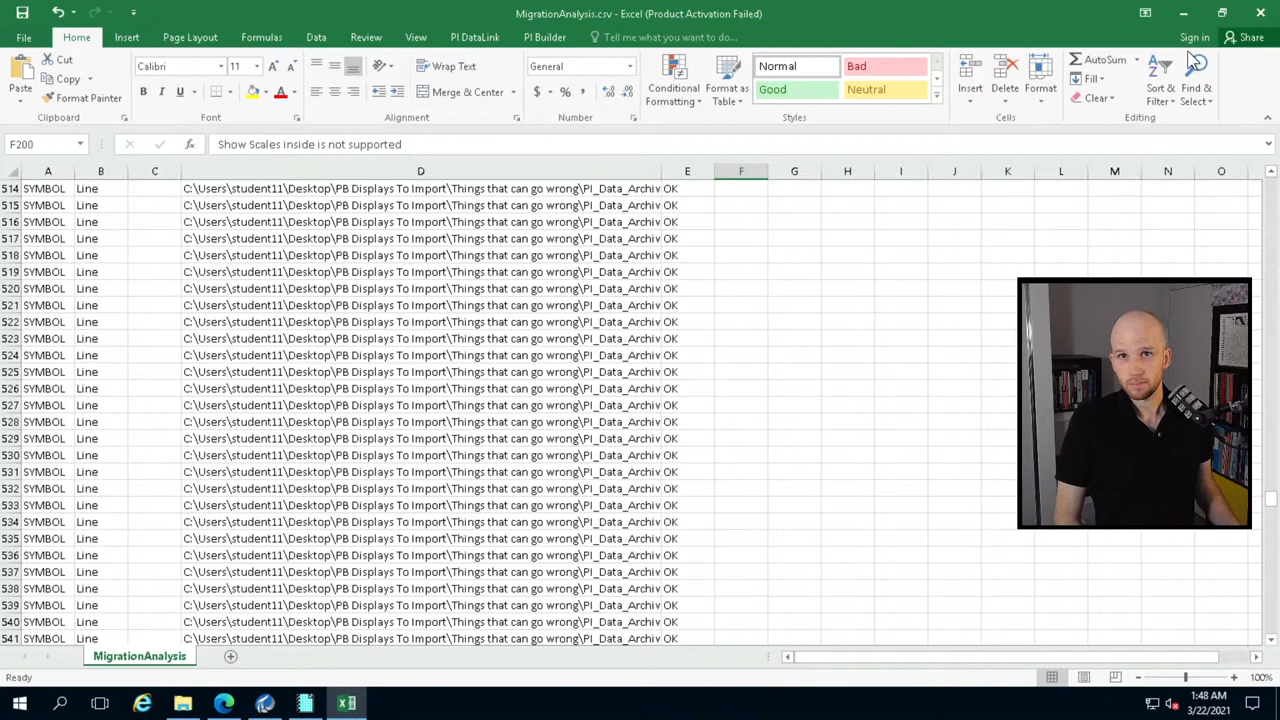 MigrationAnalysis.csv - Excel (Product Activation Failed)
File Home Insert Page Layout Formulas Data Review View PI DataLink PI Builder Tell me what you want to do... Sign in Share
Paste
Cut
Copy
Format Painter
Clipboard
Calibri 11
B I U
Font
Wrap Text
Merge & Center
Alignment
General
$ % ,
Number
Conditional Formatting
Format as Table
Normal Bad
Good Neutral
Styles
Insert Delete Format
Cells
AutoSum
Fill
Clear
Sort & Filter
Find & Select
Editing
F200 fx Show Scales inside is not supported
A B C D E F G H I J K L M N O
514 SYMBOL Line C:\Users\student11\Desktop\PB Displays To Import\Things that can go wrong\PI_Data_Archiv OK
515 SYMBOL Line C:\Users\student11\Desktop\PB Displays To Import\Things that can go wrong\PI_Data_Archiv OK
516 SYMBOL Line C:\Users\student11\Desktop\PB Displays To Import\Things that can go wrong\PI_Data_Archiv OK
517 SYMBOL Line C:\Users\student11\Desktop\PB Displays To Import\Things that can go wrong\PI_Data_Archiv OK
518 SYMBOL Line C:\Users\student11\Desktop\PB Displays To Import\Things that can go wrong\PI_Data_Archiv OK
519 SYMBOL Line C:\Users\student11\Desktop\PB Displays To Import\Things that can go wrong\PI_Data_Archiv OK
520 SYMBOL Line C:\Users\student11\Desktop\PB Displays To Import\Things that can go wrong\PI_Data_Archiv OK
521 SYMBOL Line C:\Users\student11\Desktop\PB Displays To Import\Things that can go wrong\PI_Data_Archiv OK
522 SYMBOL Line C:\Users\student11\Desktop\PB Displays To Import\Things that can go wrong\PI_Data_Archiv OK
523 SYMBOL Line C:\Users\student11\Desktop\PB Displays To Import\Things that can go wrong\PI_Data_Archiv OK
524 SYMBOL Line C:\Users\student11\Desktop\PB Displays To Import\Things that can go wrong\PI_Data_Archiv OK
525 SYMBOL Line C:\Users\student11\Desktop\PB Displays To Import\Things that can go wrong\PI_Data_Archiv OK
526 SYMBOL Line C:\Users\student11\Desktop\PB Displays To Import\Things that can go wrong\PI_Data_Archiv OK
527 SYMBOL Line C:\Users\student11\Desktop\PB Displays To Import\Things that can go wrong\PI_Data_Archiv OK
528 SYMBOL Line C:\Users\student11\Desktop\PB Displays To Import\Things that can go wrong\PI_Data_Archiv OK
529 SYMBOL Line C:\Users\student11\Desktop\PB Displays To Import\Things that can go wrong\PI_Data_Archiv OK
530 SYMBOL Line C:\Users\student11\Desktop\PB Displays To Import\Things that can go wrong\PI_Data_Archiv OK
531 SYMBOL Line C:\Users\student11\Desktop\PB Displays To Import\Things that can go wrong\PI_Data_Archiv OK
532 SYMBOL Line C:\Users\student11\Desktop\PB Displays To Import\Things that can go wrong\PI_Data_Archiv OK
533 SYMBOL Line C:\Users\student11\Desktop\PB Displays To Import\Things that can go wrong\PI_Data_Archiv OK
534 SYMBOL Line C:\Users\student11\Desktop\PB Displays To Import\Things that can go wrong\PI_Data_Archiv OK
535 SYMBOL Line C:\Users\student11\Desktop\PB Displays To Import\Things that can go wrong\PI_Data_Archiv OK
536 SYMBOL Line C:\Users\student11\Desktop\PB Displays To Import\Things that can go wrong\PI_Data_Archiv OK
537 SYMBOL Line C:\Users\student11\Desktop\PB Displays To Import\Things that can go wrong\PI_Data_Archiv OK
538 SYMBOL Line C:\Users\student11\Desktop\PB Displays To Import\Things that can go wrong\PI_Data_Archiv OK
539 SYMBOL Line C:\Users\student11\Desktop\PB Displays To Import\Things that can go wrong\PI_Data_Archiv OK
540 SYMBOL Line C:\Users\student11\Desktop\PB Displays To Import\Things that can go wrong\PI_Data_Archiv OK
541 SYMBOL Line C:\Users\student11\Desktop\PB Displays To Import\Things that can go wrong\PI_Data_Archiv OK
MigrationAnalysis
Ready 100%
1:48 AM
3/22/2021